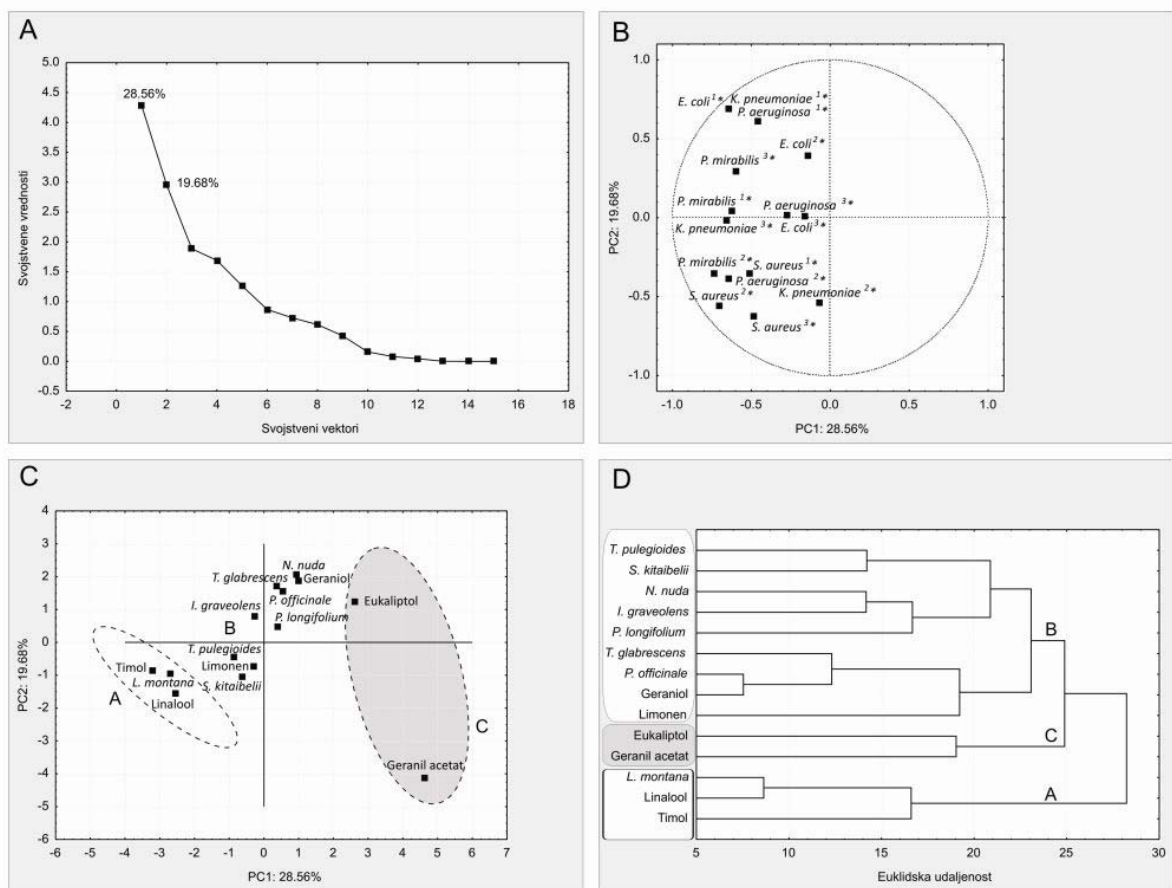 A
5.0
4.5
4.0
3.5
3.0
2.5
2.0
1.5
1.0
0.5
0.0
-0.5
Svojstvene vrednosti
28.56%
19.68%
-2 0 2 4 6 8 10 12 14 16 18
Svojstveni vektori
B
1.0
0.5
0.0
-0.5
-1.0
PC2: 19.68%
E. coli 1* K. pneumoniae 1*
P. aeruginosa 1*
E. coli 2*
P. mirabilis 3*
P. mirabilis 1* P. aeruginosa 3*
K. pneumoniae 3* E. coli 3*
P. mirabilis 2* S. aureus 1*
P. aeruginosa 2*
S. aureus 2* K. pneumoniae 2*
S. aureus 3*
-1.0 -0.5 0.0 0.5 1.0
PC1: 28.56%
C
4
3
2
1
0
-1
-2
-3
-4
-5
-6
PC2: 19.68%
N. nuda
T. glabrescens Geraniol
P. officinale
I. graveolens P. longifolium
Eukaliptol
B
T. pulegioides
Timol Limonen
L. montana S. kitaibelii
A Linalool
C
Geranil acetat
-6 -5 -4 -3 -2 -1 0 1 2 3 4 5 6 7
PC1: 28.56%
D
T. pulegioides
S. kitaibelii
N. nuda
I. graveolens
P. longifolium
T. glabrescens
P. officinale
Geraniol
Limonen
Eukaliptol
Geranil acetat
L. montana
Linalool
Timol
B
C
A
5 10 15 20 25 30
Euklidska udaljenost